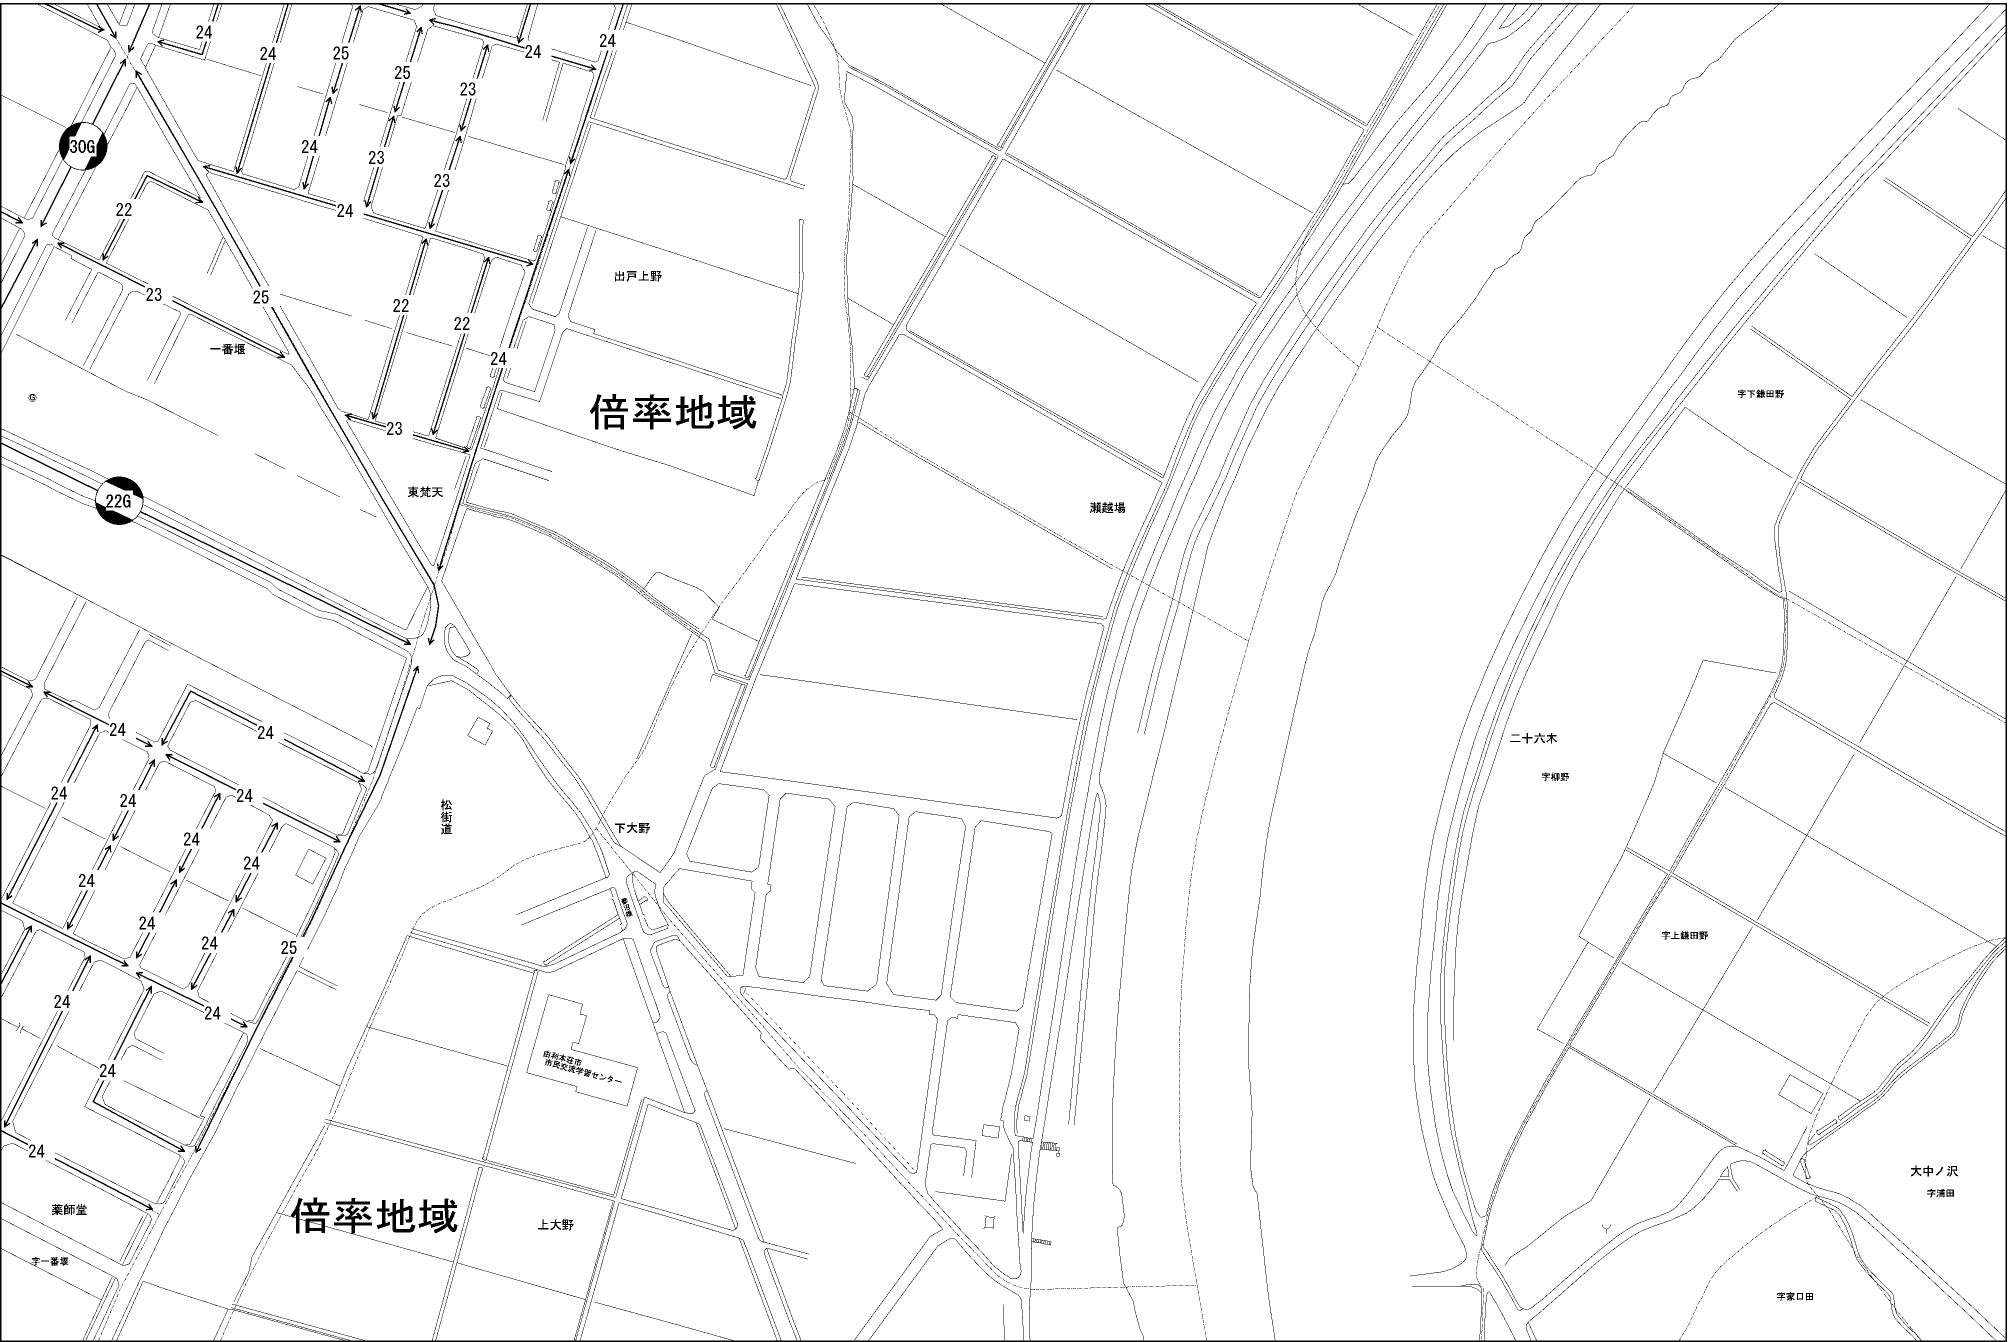 24
24
25
24
24
25
23
30G
24
23
23
22
24
出戸上野
23
25
22
22
一番堰
24
倍率地域
字下鎌田野
G
23
東梵天
22G
瀬越場
24
24
二十六木
字柳野
24
24
24
松街道
下大野
24
24
24
24
24
24
25
字上鎌田野
24
24
由利本荘市
市民交流学習センター
24
24
大中ノ沢
字浦田
薬師堂
倍率地域
上大野
字一番堰
字家口田